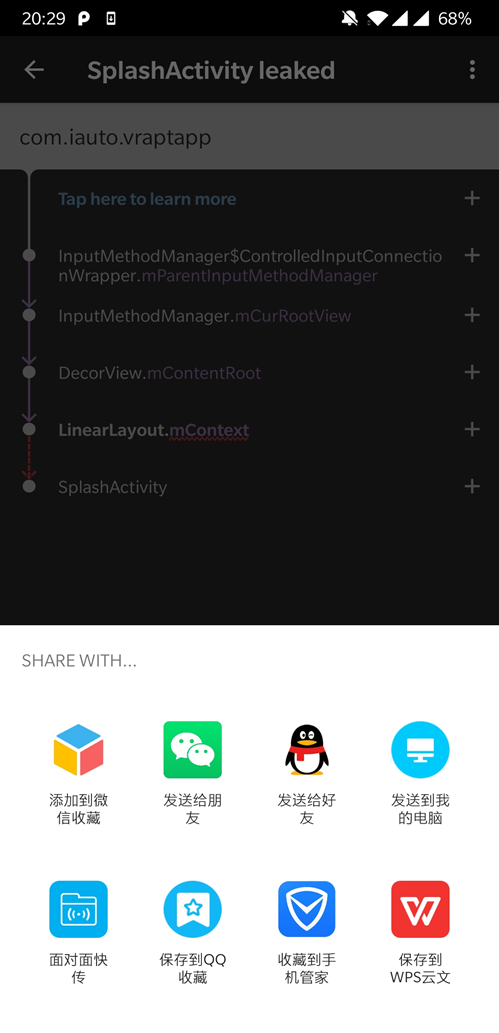 20:29
68%
SplashActivity leaked
com.iauto.vraptapp
Tap here to learn more
InputMethodManager$ControlledInputConnectio
nWrapper.mParentInputMethodManager
InputMethodManager.mCurRootView
DecorView.mContentRoot
LinearLayout.mContext
SplashActivity
SHARE WITH...
添加到微
信收藏
发送给朋
友
发送给好
友
发送到我
的电脑
面对面快
传
保存到QQ
收藏
收藏到手
机管家
保存到
WPS云文